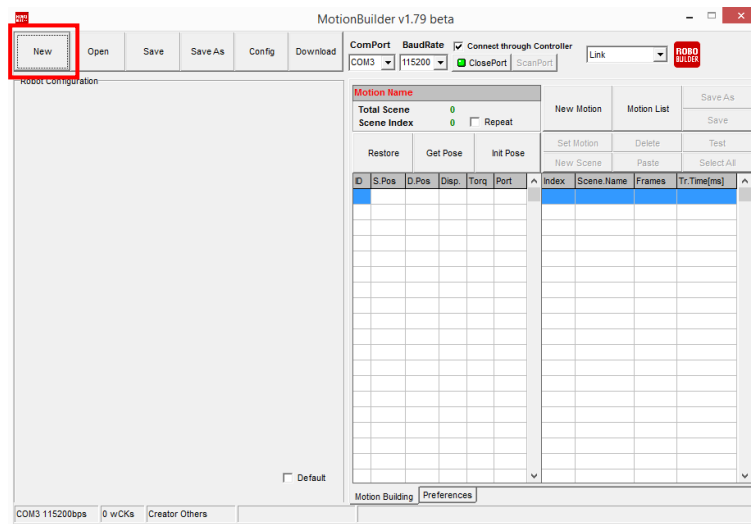 MotionBuilder v1.79 beta
New Open Save Save As Config Download
ComPort BaudRate Connect through Controller
COM3 115200 ClosePort ScanPort Link ROBO BUILDER
Robot Configuration
Motion Name
Total Scene 0
Scene Index 0 Repeat
New Motion Motion List Save As
Save
Restore Get Pose Init Pose
Set Motion Delete Test
New Scene Paste Select All
ID S.Pos D.Pos Disp. Torq Port Index Scene.Name Frames Tr.Time[ms]
Default
Motion Building Preferences
COM3 115200bps 0 wCKs Creator Others